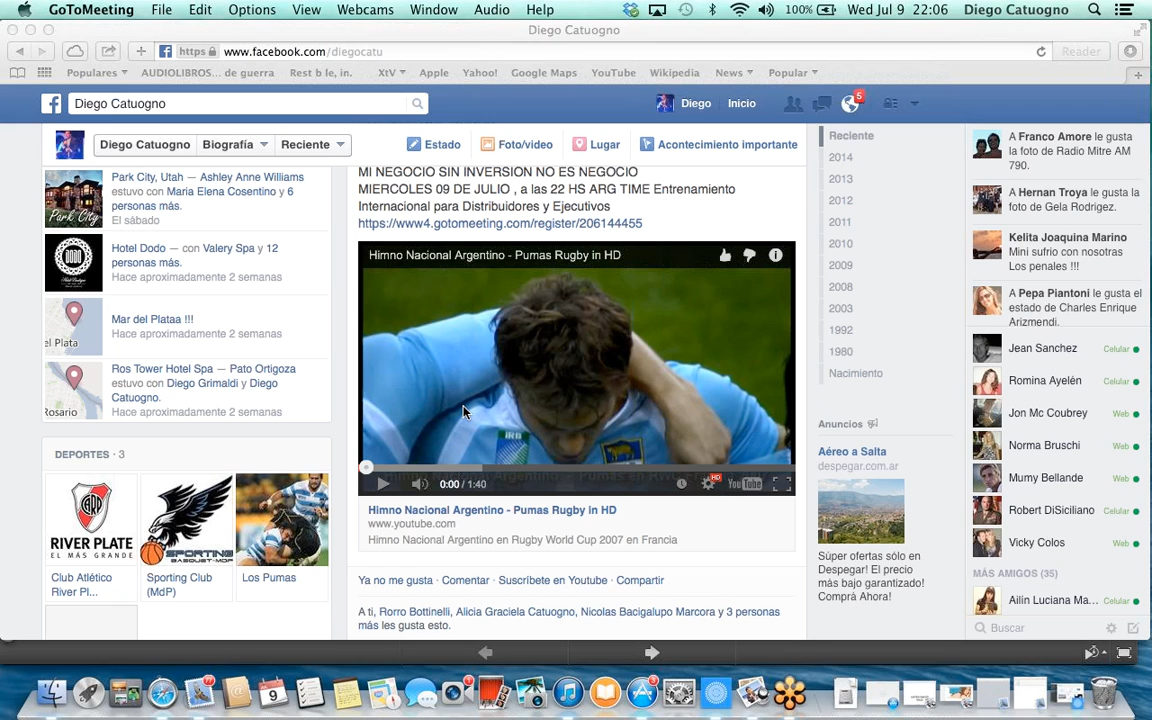 GoToMeeting File Edit Options View Webcams Window Audio Help 100% Wed Jul 9 22:06 Diego Catuogno
Diego Catuogno
https www.facebook.com/diegocatu Reader
Populares AUDIOLIBROS... de guerra Rest b le, in. XtV Apple Yahoo! Google Maps YouTube Wikipedia News Popular
Diego Catuogno Diego Inicio 5
Diego Catuogno Biografía Reciente Estado Foto/video Lugar Acontecimiento importante
Park City, Utah — Ashley Anne Williams
estuvo con Maria Elena Cosentino y 6
personas más.
El sábado
Park City
Hotel Dodo — con Valery Spa y 12
personas más.
Hace aproximadamente 2 semanas
Mar del Plataa !!!
Hace aproximadamente 2 semanas
el Plata
Ros Tower Hotel Spa — Pato Ortigoza
estuvo con Diego Grimaldi y Diego
Catuogno.
Hace aproximadamente 2 semanas
Rosario
DEPORTES · 3
RIVER PLATE
EL MÁS GRANDE
SPORTING
Club Atlético
River Pl...
Sporting Club
(MdP)
Los Pumas
MI NEGOCIO SIN INVERSION NO ES NEGOCIO
MIERCOLES 09 DE JULIO , a las 22 HS ARG TIME Entrenamiento
Internacional para Distribuidores y Ejecutivos
https://www4.gotomeeting.com/register/206144455
Himno Nacional Argentino - Pumas Rugby in HD
0:00 / 1:40 HD YouTube
Himno Nacional Argentino - Pumas Rugby in HD
www.youtube.com
Himno Nacional Argentino en Rugby World Cup 2007 en Francia
Ya no me gusta · Comentar · Suscríbete en Youtube · Compartir
A ti, Rorro Bottinelli, Alicia Graciela Catuogno, Nicolas Bacigalupo Marcora y 3 personas
más les gusta esto.
Reciente
2014
2013
2012
2011
2010
2009
2008
2003
1992
1980
Nacimiento
Anuncios
Aéreo a Salta
despegar.com.ar
Súper ofertas sólo en
Despegar! El precio
más bajo garantizado!
Comprá Ahora!
A Franco Amore le gusta
la foto de Radio Mitre AM
790.
A Hernan Troya le gusta la
foto de Gela Rodrigez.
Kelita Joaquina Marino
Mini sufrio con nosotras
Los penales !!!
A Pepa Piantoni le gusta el
estado de Charles Enrique
Arizmendi.
Jean Sanchez Celular
Romina Ayelén Celular
Jon Mc Coubrey Web
Norma Bruschi Web
Mumy Bellande Web
Robert DiSiciliano Celular
Vicky Colos Web
MÁS AMIGOS (35)
Ailín Luciana Ma... Celular
Buscar